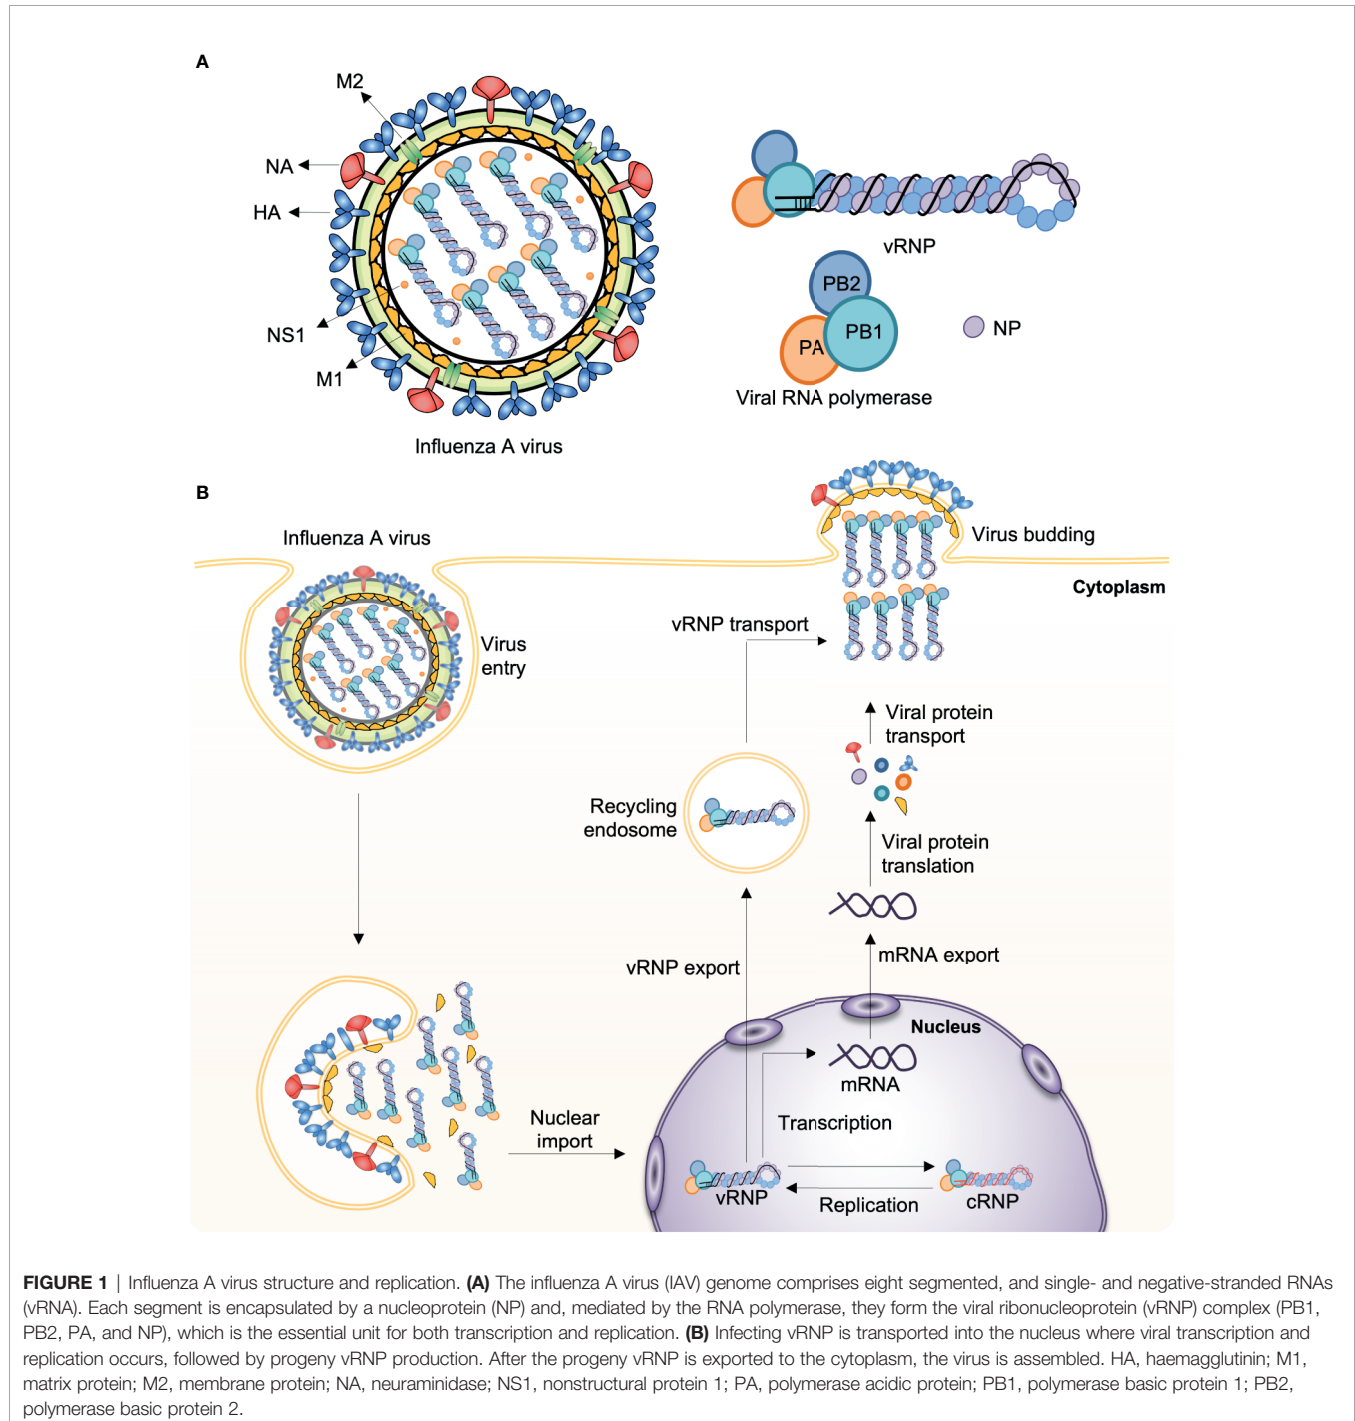 A
M2
NA
HA
NS1
M1
Influenza A virus
vRNP
PB2
PB1
PA
NP
Viral RNA polymerase
B
Influenza A virus
Virus budding
Cytoplasm
vRNP transport
Virus
entry
Viral protein
transport
Recycling
endosome
Viral protein
translation
vRNP export
mRNA export
Nucleus
mRNA
Nuclear
import
Transcription
vRNP
Replication
cRNP
FIGURE 1 | Influenza A virus structure and replication. (A) The influenza A virus (IAV) genome comprises eight segmented, and single- and negative-stranded RNAs
(vRNA). Each segment is encapsulated by a nucleoprotein (NP) and, mediated by the RNA polymerase, they form the viral ribonucleoprotein (vRNP) complex (PB1,
PB2, PA, and NP), which is the essential unit for both transcription and replication. (B) Infecting vRNP is transported into the nucleus where viral transcription and
replication occurs, followed by progeny vRNP production. After the progeny vRNP is exported to the cytoplasm, the virus is assembled. HA, haemagglutinin; M1,
matrix protein; M2, membrane protein; NA, neuraminidase; NS1, nonstructural protein 1; PA, polymerase acidic protein; PB1, polymerase basic protein 1; PB2,
polymerase basic protein 2.